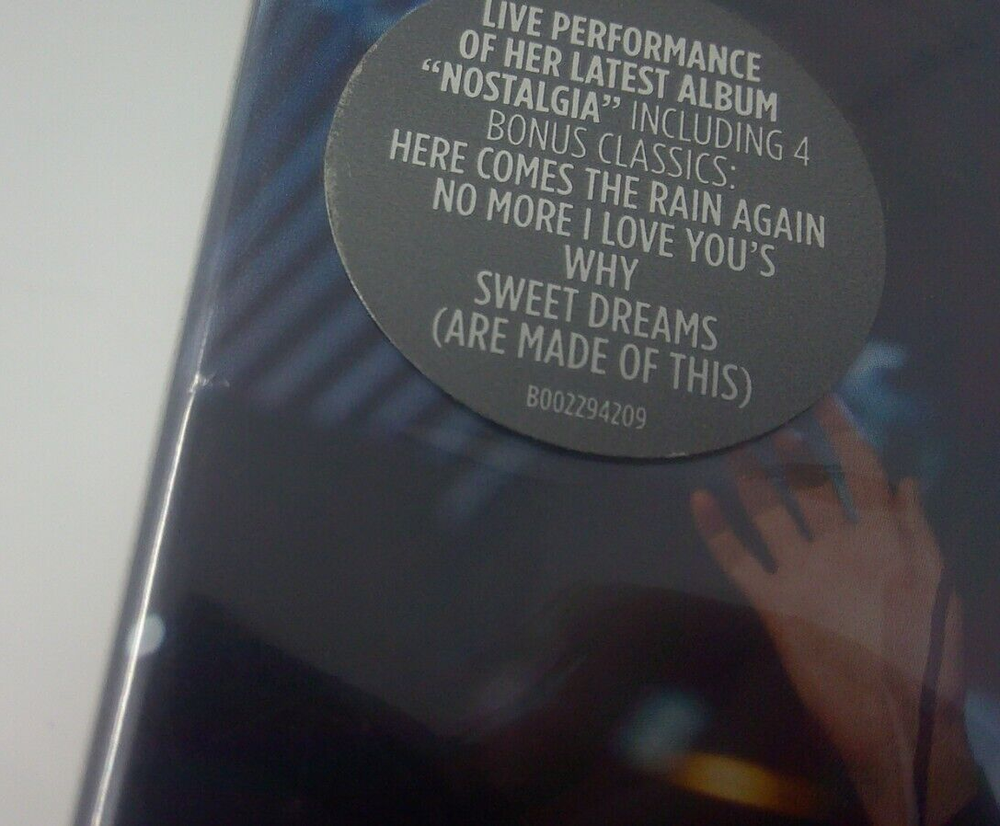 LIVE PERFORMANCE
OF HER LATEST ALBUM
“NOSTALGIA” INCLUDING 4
BONUS CLASSICS:
HERE COMES THE RAIN AGAIN
NO MORE I LOVE YOU’S
WHY
SWEET DREAMS
(ARE MADE OF THIS)
B002294209